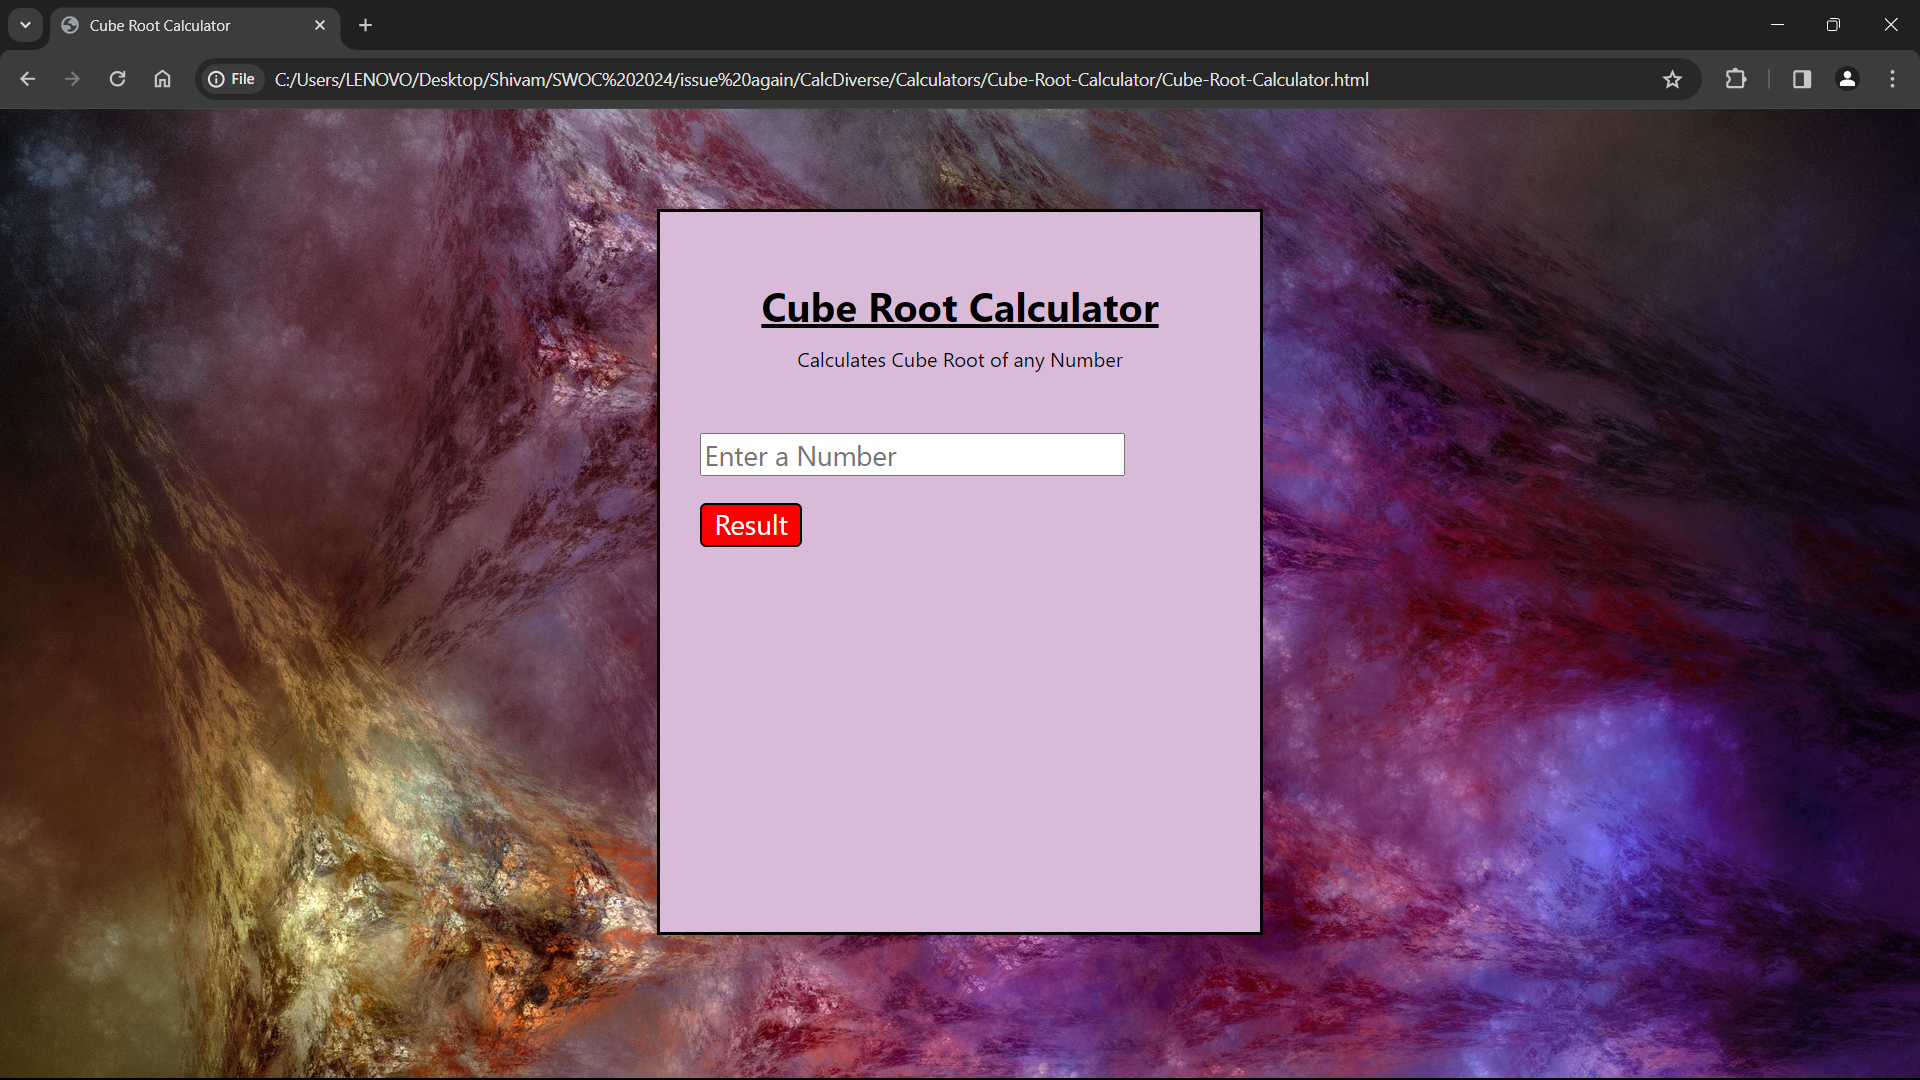 Cube Root Calculator
File
C:/Users/LENOVO/Desktop/Shivam/SWOC%202024/issue%20again/CalcDiverse/Calculators/Cube-Root-Calculator/Cube-Root-Calculator.html
Cube Root Calculator
Calculates Cube Root of any Number
Enter a Number
Result